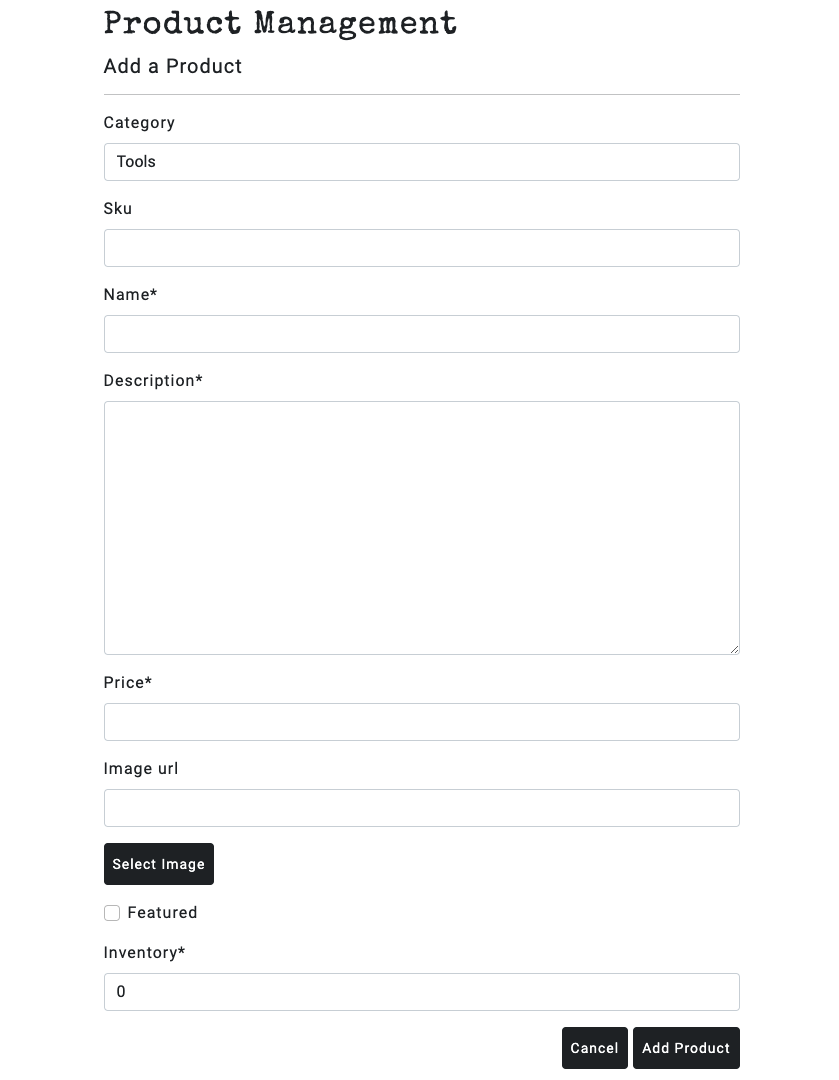 Product Management
Add a Product
Category
Tools
Sku
Name*
Description*
Price*
Image url
Select Image
Featured
Inventory*
0
Cancel Add Product